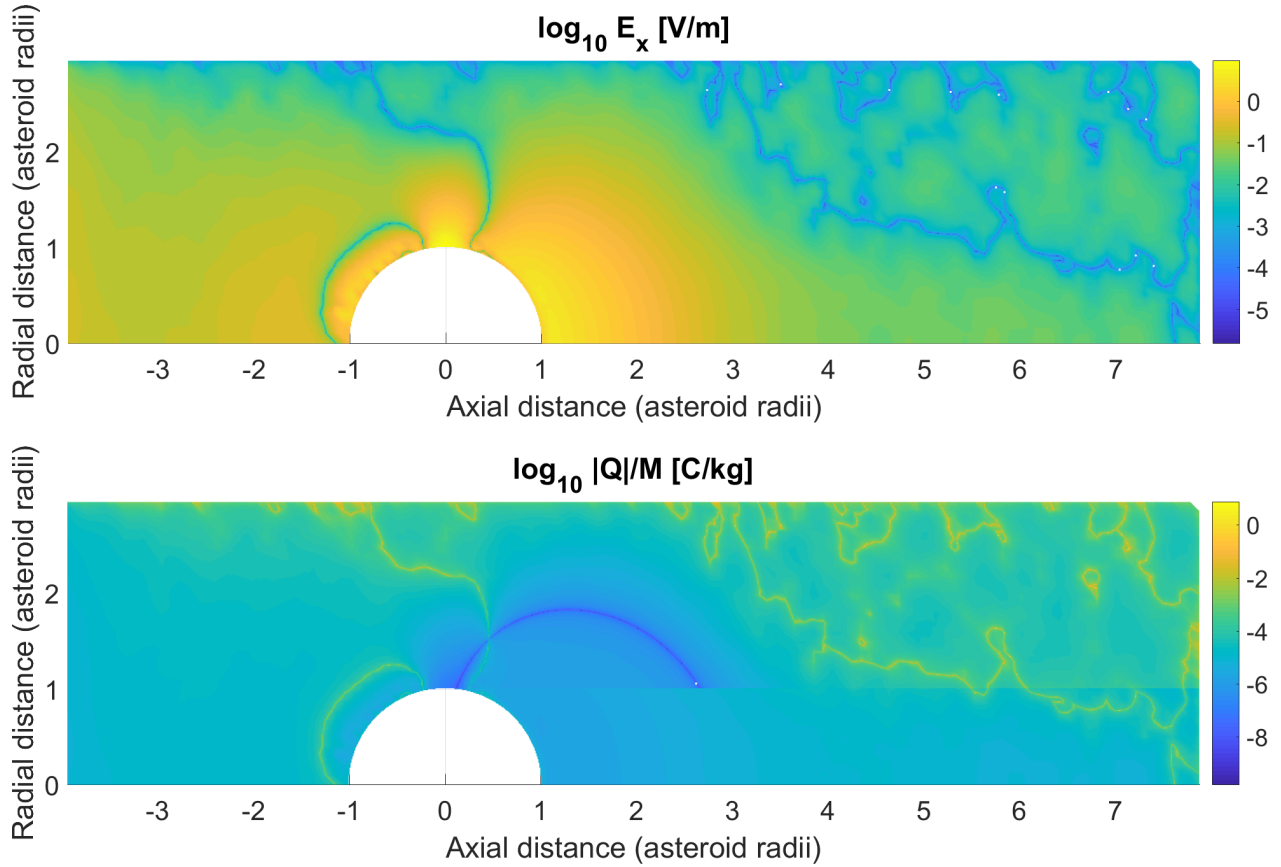 log10 Ex [V/m]
Radial distance (asteroid radii)
2
1
0
-3 -2 -1 0 1 2 3 4 5 6 7
Axial distance (asteroid radii)
0
-1
-2
-3
-4
-5
log10 |Q|/M [C/kg]
Radial distance (asteroid radii)
2
1
0
-3 -2 -1 0 1 2 3 4 5 6 7
Axial distance (asteroid radii)
0
-2
-4
-6
-8